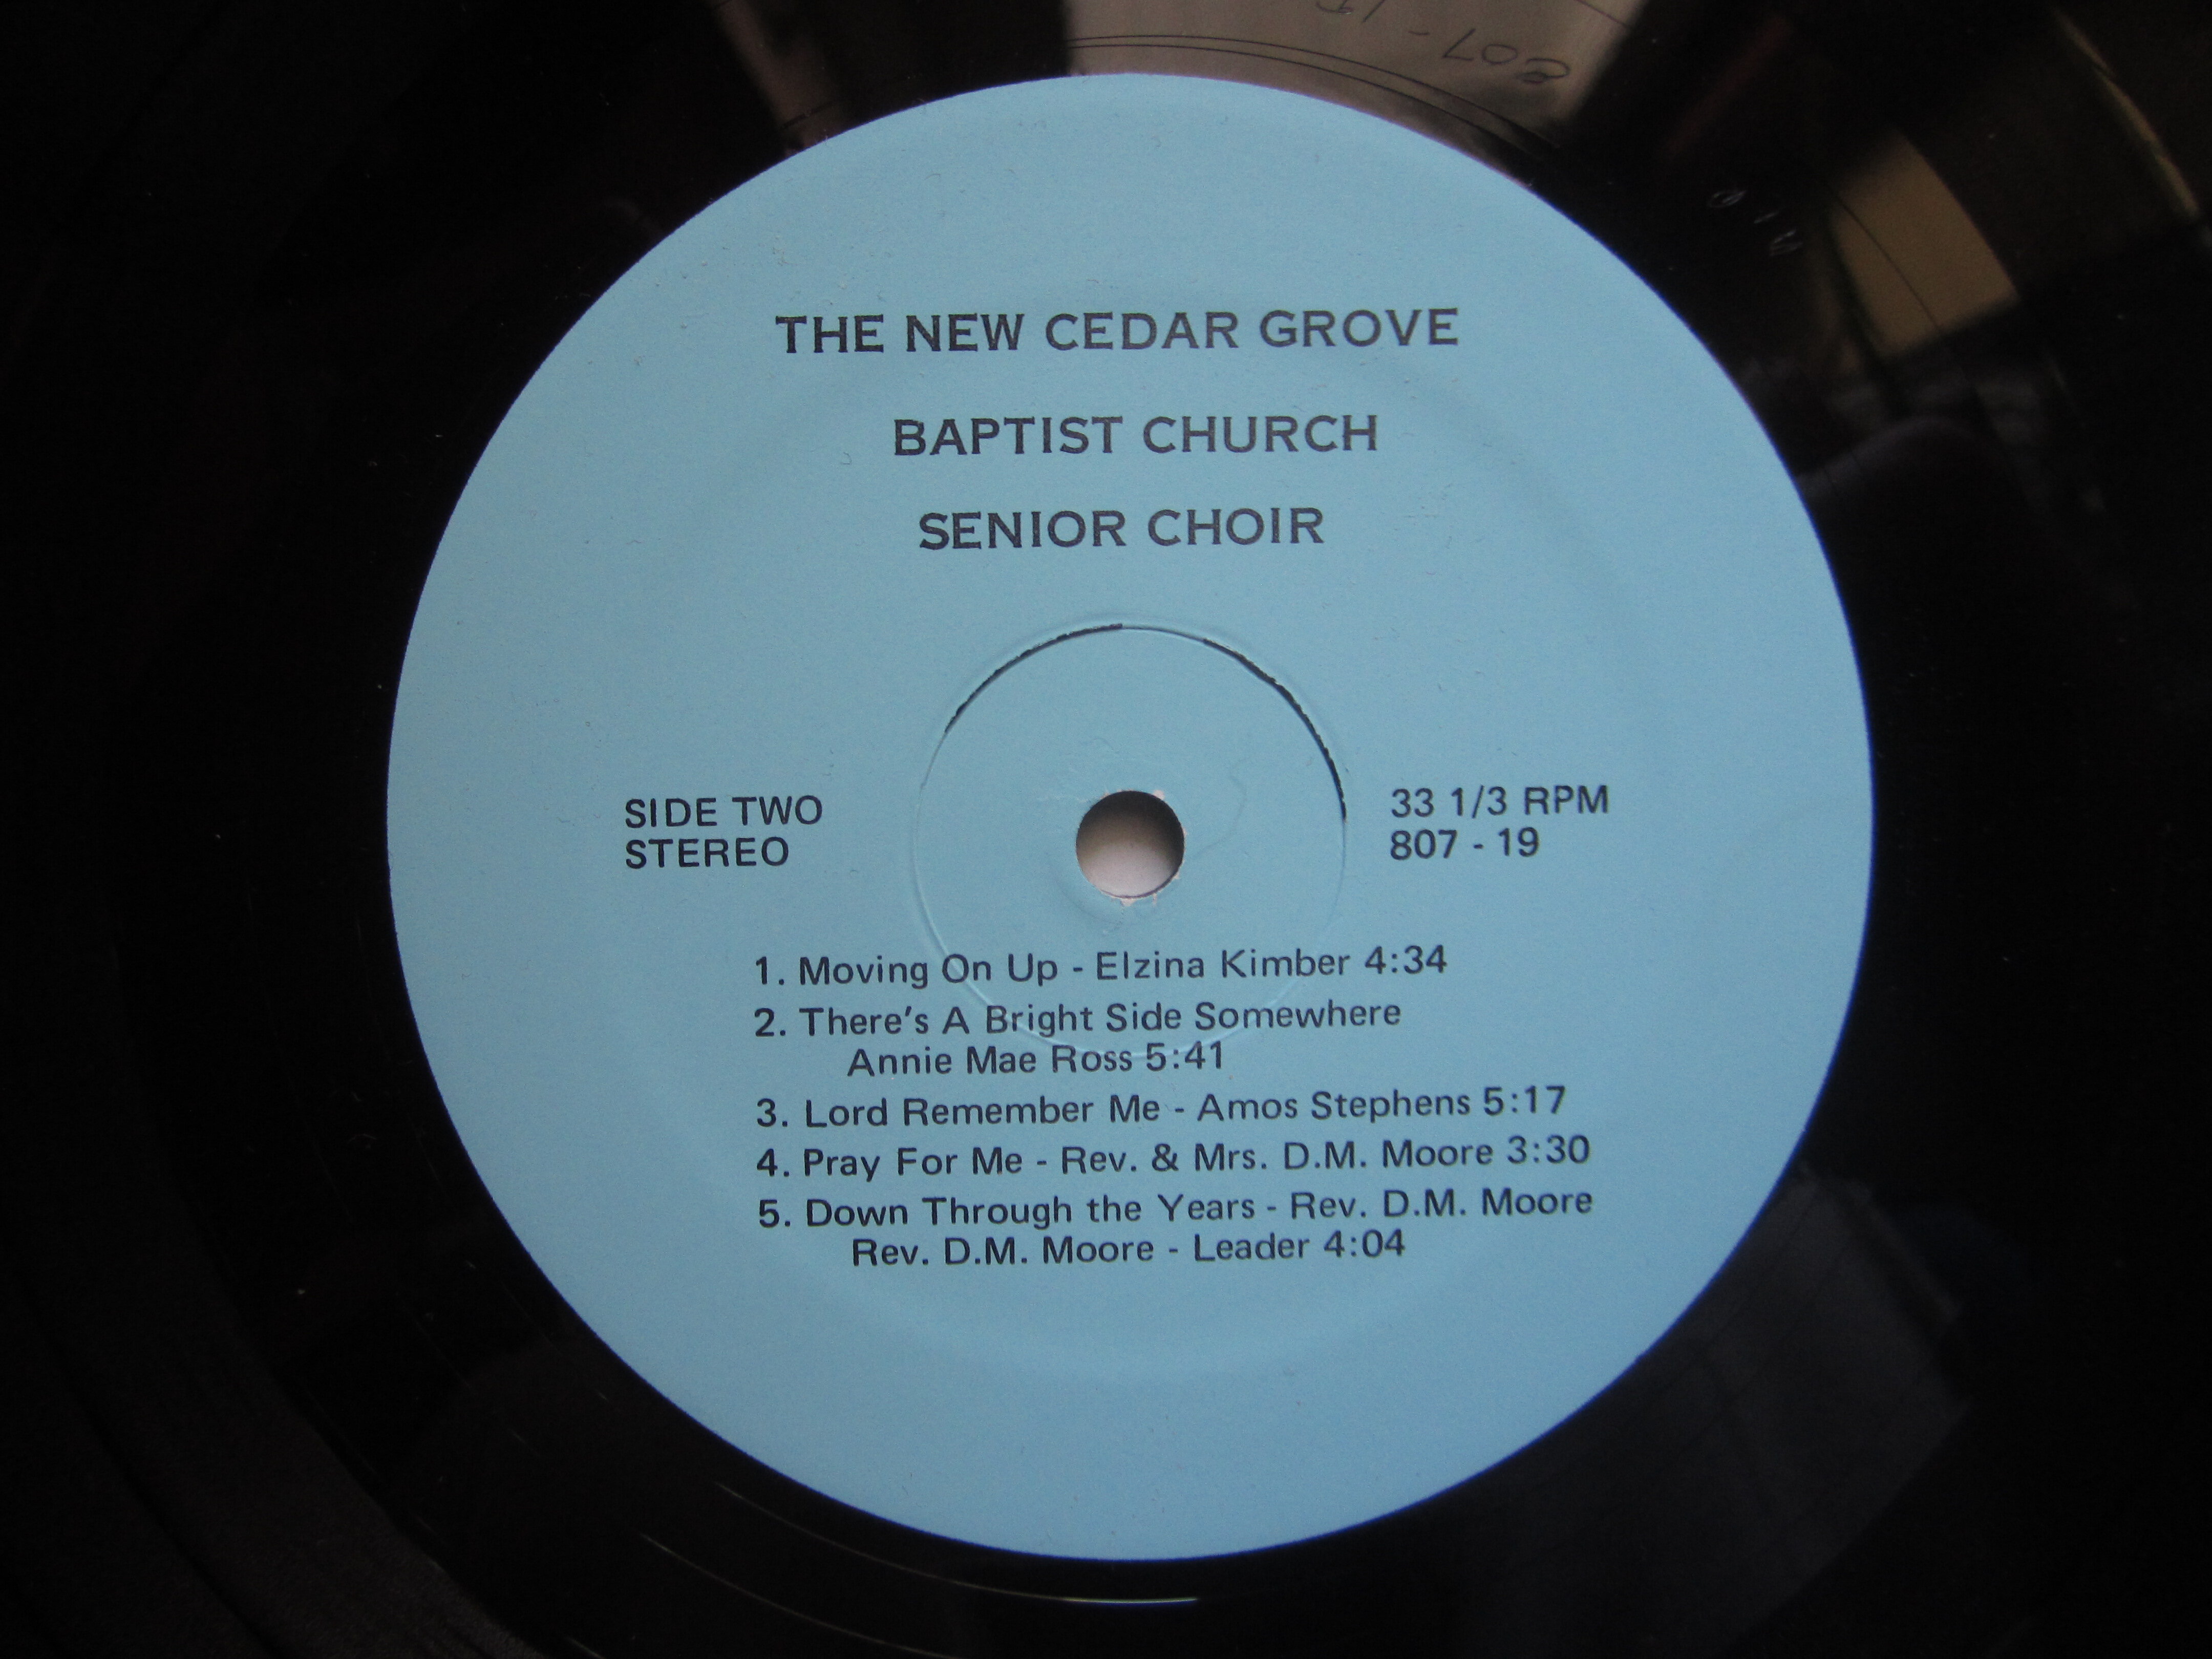 THE NEW CEDAR GROVE
BAPTIST CHURCH
SENIOR CHOIR
SIDE TWO
STEREO
33 1/3 RPM
807 - 19
1. Moving On Up - Elzina Kimber 4:34
2. There's A Bright Side Somewhere
Annie Mae Ross 5:41
3. Lord Remember Me - Amos Stephens 5:17
4. Pray For Me - Rev. & Mrs. D.M. Moore 3:30
5. Down Through the Years - Rev. D.M. Moore
Rev. D.M. Moore - Leader 4:04